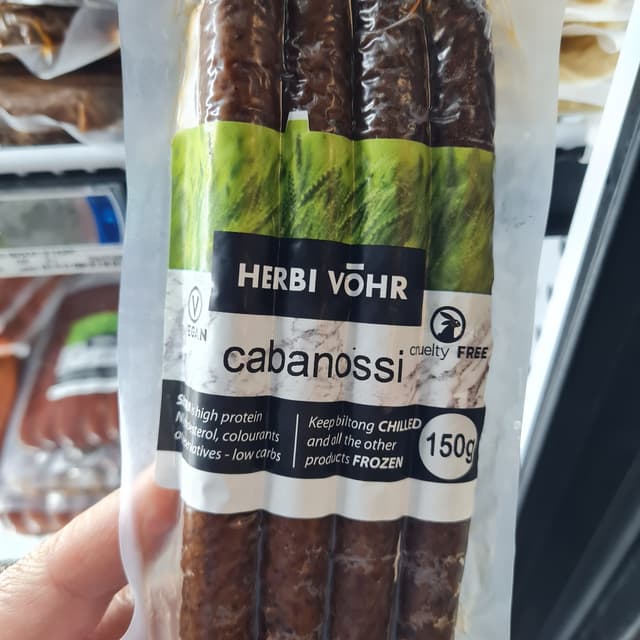 HERBI VŌHR
V
VEGAN
cruelty FREE
cabanossi
is high protein
colourants
- low carbs
Keep biltong CHILLED
and all the other
products FROZEN
150g